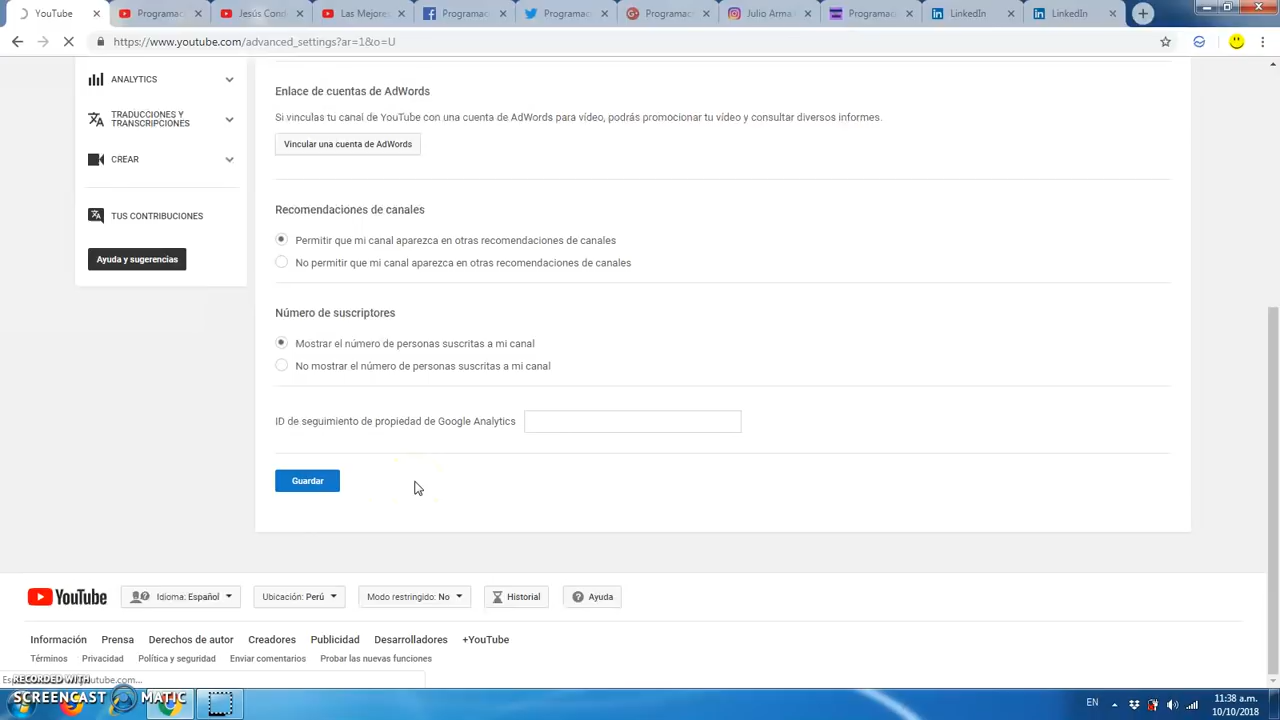 YouTube
Programac
Jesús Cond
Las Mejore
Programac
Programac
Programac
Julio Arma
Programac
LinkedIn
LinkedIn
https://www.youtube.com/advanced_settings?ar=1&o=U
ANALYTICS
TRADUCCIONES Y
TRANSCRIPCIONES
CREAR
TUS CONTRIBUCIONES
Ayuda y sugerencias
Enlace de cuentas de AdWords
Si vinculas tu canal de YouTube con una cuenta de AdWords para vídeo, podrás promocionar tu vídeo y consultar diversos informes.
Vincular una cuenta de AdWords
Recomendaciones de canales
Permitir que mi canal aparezca en otras recomendaciones de canales
No permitir que mi canal aparezca en otras recomendaciones de canales
Número de suscriptores
Mostrar el número de personas suscritas a mi canal
No mostrar el número de personas suscritas a mi canal
ID de seguimiento de propiedad de Google Analytics
Guardar
YouTube
Idioma: Español
Ubicación: Perú
Modo restringido: No
Historial
Ayuda
Información Prensa Derechos de autor Creadores Publicidad Desarrolladores +YouTube
Términos Privacidad Política y seguridad Enviar comentarios Probar las nuevas funciones
RECORDED WITH
SCREENCAST MATIC
EN
11:38 a.m.
10/10/2018